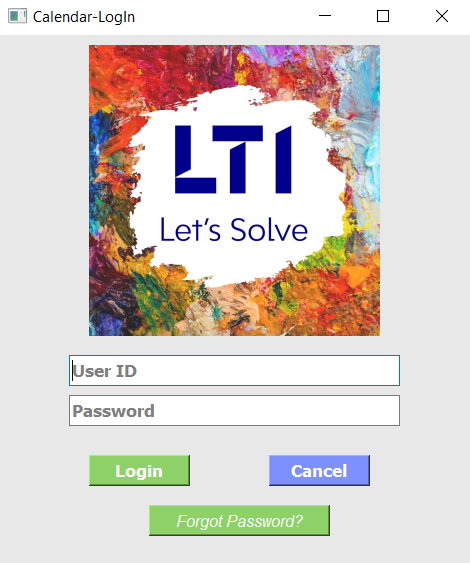 Calendar-LogIn
LTI
Let's Solve
User ID
Password
Login
Cancel
Forgot Password?